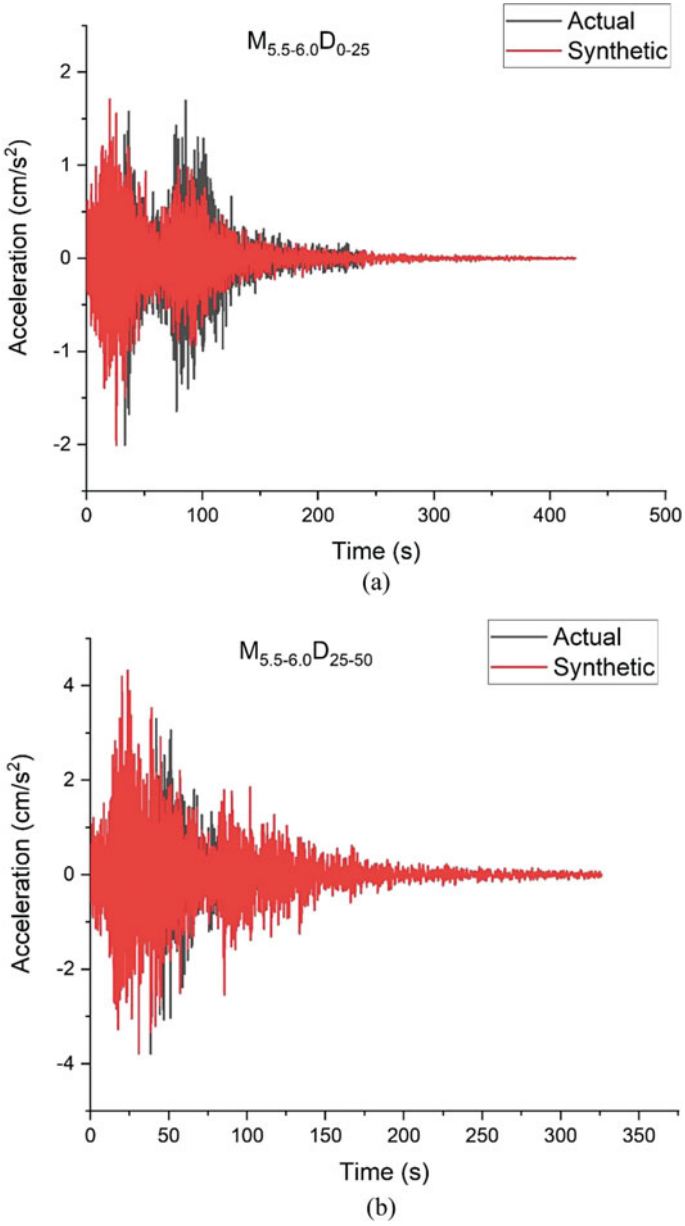 M5.5-6.0D0-25
Actual
Synthetic
2
1
0
-1
-2
Acceleration (cm/s2)
0
100
200
300
400
500
Time (s)
(a)
M5.5-6.0D25-50
Actual
Synthetic
4
2
0
-2
-4
Acceleration (cm/s2)
0
50
100
150
200
250
300
350
Time (s)
(b)